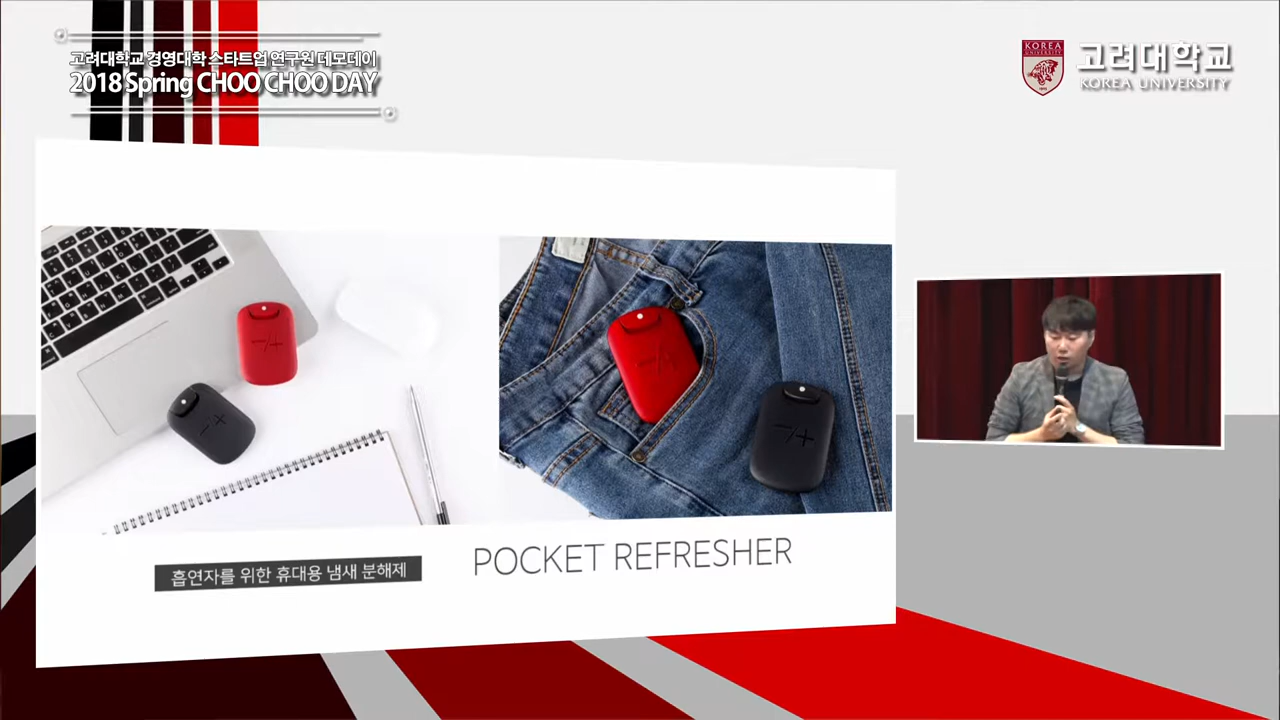 고려대학교 경영대학 스타트업 연구원 데모데이
2018 Spring CHOO CHOO DAY
KOREA
UNIVERSITY
고려대학교
KOREA UNIVERSITY
-/+
-/+
-/+
-/+
흡연자를 위한 휴대용 냄새 분해제
POCKET REFRESHER